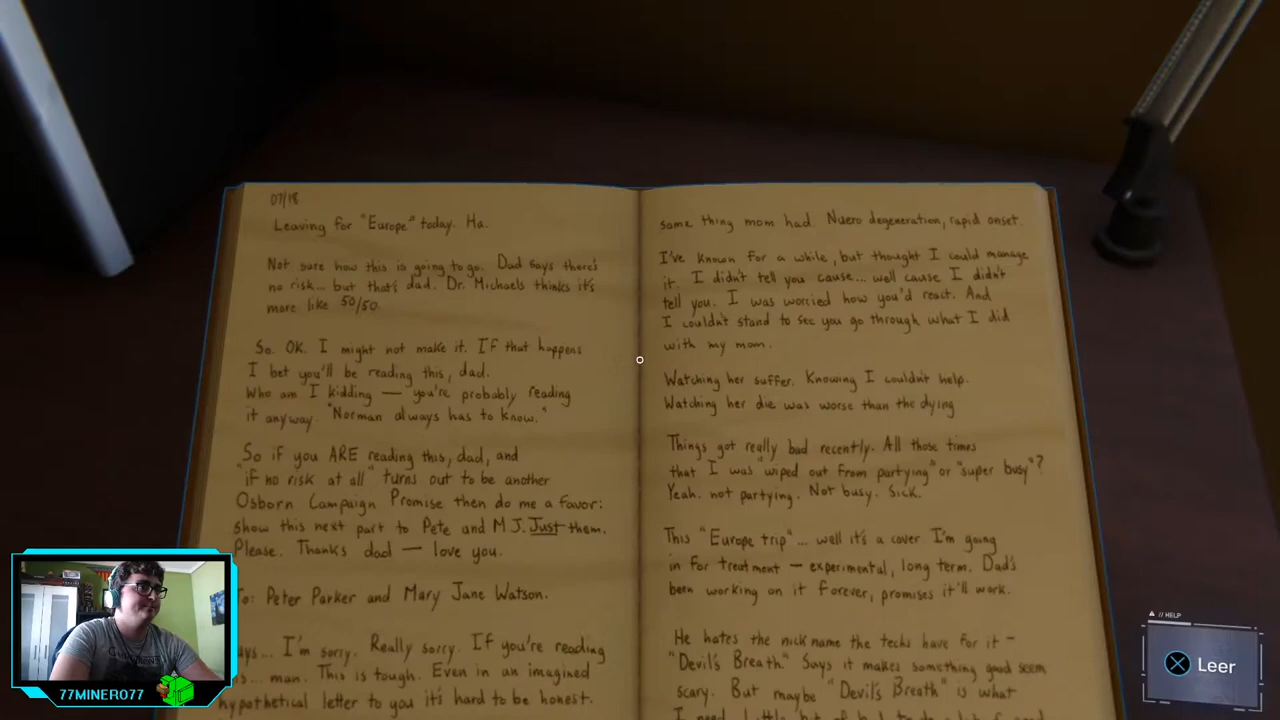 07/18
Leaving for "Europe" today. Ha.
Not sure how this is going to go. Dad says there's
no risk... but that's dad. Dr. Michaels thinks it's
more like 50/50.
So. OK. I might not make it. If that happens
I bet you'll be reading this, dad.
Who am I kidding — you're probably reading
it anyway. "Norman always has to know."
So if you ARE reading this, dad, and
"if no risk at all" turns out to be another
Osborn Campaign Promise then do me a favor:
show this next part to Pete and MJ. Just them.
Please. Thanks dad — love you.
To: Peter Parker and Mary Jane Watson.
I'm sorry. Really sorry. If you're reading
man. This is tough. Even in an imagined
hypothetical letter to you it's hard to be honest.
same thing mom had. Nuero degeneration, rapid onset.
I've known for a while, but thought I could manage
it. I didn't tell you cause... well cause I didn't
tell you. I was worried how you'd react. And
I couldn't stand to see you go through what I did
with my mom.
Watching her suffer. Knowing I couldn't help.
Watching her die was worse than the dying
Things got really bad recently. All those times
that I was "wiped out from partying" or "super busy"?
Yeah. not partying. Not busy. Sick.
This "Europe trip"... well it's a cover. I'm going
in for treatment — experimental, long term. Dad's
been working on it forever, promises it'll work.
He hates the nickname the techs have for it —
"Devil's Breath." Says it makes something good seem
scary. But maybe "Devil's Breath" is what
// HELP
Leer
77MINERO77